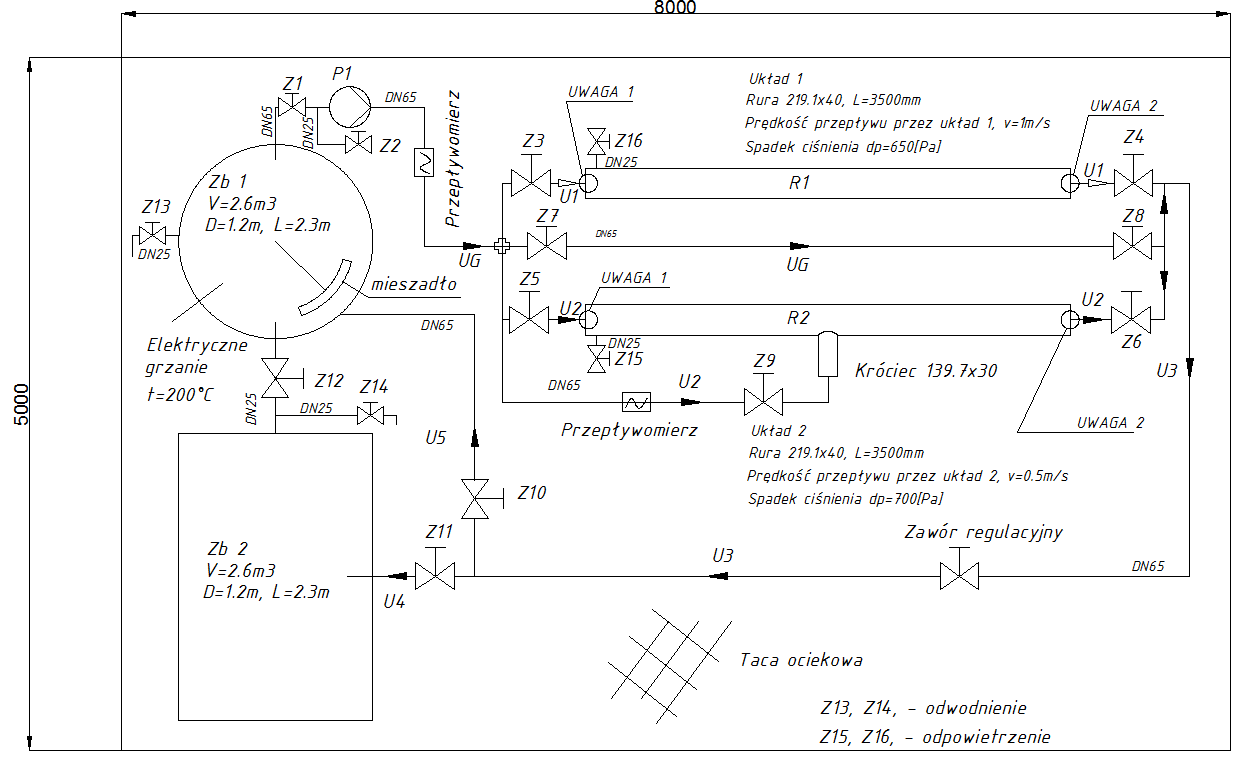 8000
5000
Z1
P1
DN65
DN65
DN25
Z2
Przepływomierz
Układ 1
Rura 219.1x40, L=3500mm
Prędkość przepływu przez układ 1, v=1m/s
Spadek ciśnienia dp=650[Pa]
UWAGA 1
UWAGA 2
Z3
Z16
DN25
Z4
U1
R1
U1
Zb 1
V=2.6m3
D=1.2m, L=2.3m
Z13
DN25
Z7
DN65
Z8
UG
UG
mieszadło
DN65
Z5
UWAGA 1
U2
R2
U2
Z6
DN25
Z15
Elektryczne
grzanie
t=200°C
Z12
DN25
DN25
Z14
DN65
U2
Z9
Króciec 139.7x30
U3
Przepływomierz
UWAGA 2
Układ 2
Rura 219.1x40, L=3500mm
Prędkość przepływu przez układ 2, v=0.5m/s
Spadek ciśnienia dp=700[Pa]
U5
Z10
Z11
Zb 2
V=2.6m3
D=1.2m, L=2.3m
U4
U3
Zawór regulacyjny
DN65
Taca ociekowa
Z13, Z14, - odwodnienie
Z15, Z16, - odpowietrzenie